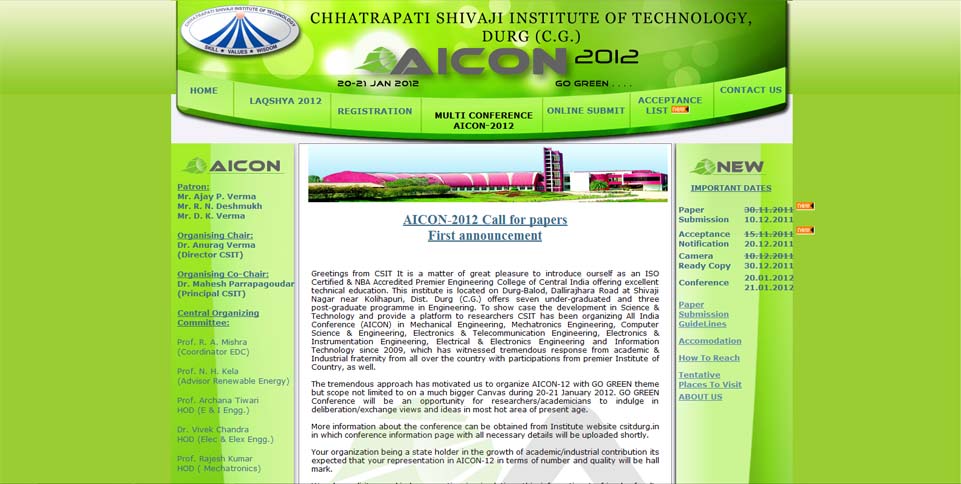 CHHATRAPATI SHIVAJI INSTITUTE OF TECHNOLOGY
SKILL ★ VALUES ★ WISDOM
CHHATRAPATI SHIVAJI INSTITUTE OF TECHNOLOGY,
DURG (C.G.)
AICON 2012
20-21 JAN 2012
GO GREEN . . . .
HOME
LAQSHYA 2012
REGISTRATION
MULTI CONFERENCE
AICON-2012
ONLINE SUBMIT
ACCEPTANCE
LIST new
CONTACT US
AICON
Patron:
Mr. Ajay P. Verma
Mr. R. N. Deshmukh
Mr. D. K. Verma
Organising Chair:
Dr. Anurag Verma
(Director CSIT)
Organising Co-Chair:
Dr. Mahesh Parrapagoudar
(Principal CSIT)
Central Organizing
Committee:
Prof. R. A. Mishra
(Coordinator EDC)
Prof. N. H. Kela
(Advisor Renewable Energy)
Prof. Archana Tiwari
HOD (E & I Engg.)
Dr. Vivek Chandra
HOD (Elec & Elex Engg.)
Prof. Rajesh Kumar
HOD ( Mechatronics)
AICON-2012 Call for papers
First announcement
Greetings from CSIT It is a matter of great pleasure to introduce ourself as an ISO
Certified & NBA Accredited Premier Engineering College of Central India offering excellent
technical education. This institute is located on Durg-Balod, Dallirajhara Road at Shivaji
Nagar near Kolihapuri, Dist. Durg (C.G.) offers seven under-graduated and three
post-graduate programme in Engineering. To show case the development in Science &
Technology and provide a platform to researchers CSIT has been organizing All India
Conference (AICON) in Mechanical Engineering, Mechatronics Engineering, Computer
Science & Engineering, Electronics & Telecommunication Engineering, Electronics &
Instrumentation Engineering, Electrical & Electronics Engineering and Information
Technology since 2009, which has witnessed tremendous response from academic &
Industrial fraternity from all over the country with participations from premier Institute of
Country, as well.
The tremendous approach has motivated us to organize AICON-12 with GO GREEN theme
but scope not limited to on a much bigger Canvas during 20-21 January 2012. GO GREEN
Conference will be an opportunity for researchers/academicians to indulge in
deliberation/exchange views and ideas in most hot area of present age.
More information about the conference can be obtained from Institute website csitdurg.in
in which conference information page with all necessary details will be uploaded shortly.
Your organization being a state holder in the growth of academic/industrial contribution its
expected that your representation in AICON-12 in terms of number and quality will be hall
mark.
NEW
IMPORTANT DATES
Paper 30.11.2011 new
Submission 10.12.2011
Acceptance 15.11.2011 new
Notification 20.12.2011
Camera 10.12.2011
Ready Copy 30.12.2011
Conference 20.01.2012
21.01.2012
Paper
Submission
GuideLines
Accomodation
How To Reach
Tentative
Places To Visit
ABOUT US